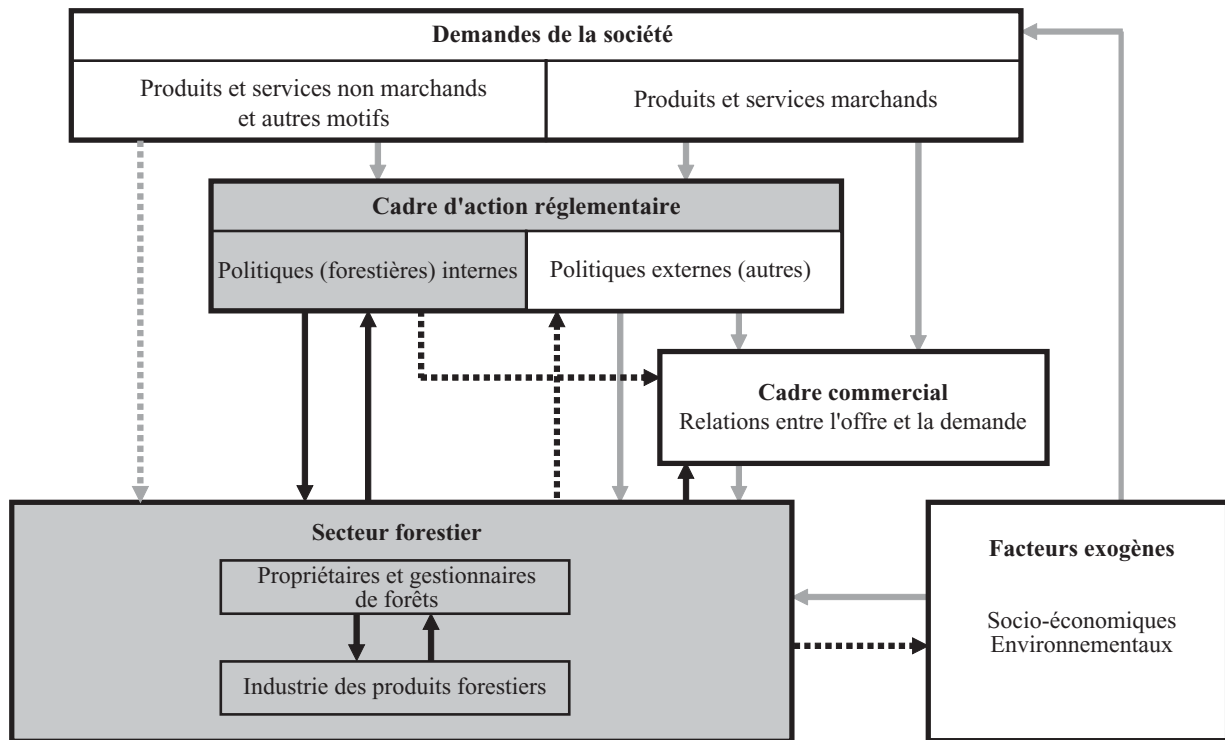 Demandes de la société
Produits et services non marchands
et autres motifs
Produits et services marchands
Cadre d'action réglementaire
Politiques (forestières) internes
Politiques externes (autres)
Cadre commercial
Relations entre l'offre et la demande
Secteur forestier
Propriétaires et gestionnaires
de forêts
Industrie des produits forestiers
Facteurs exogènes
Socio-économiques
Environnementaux